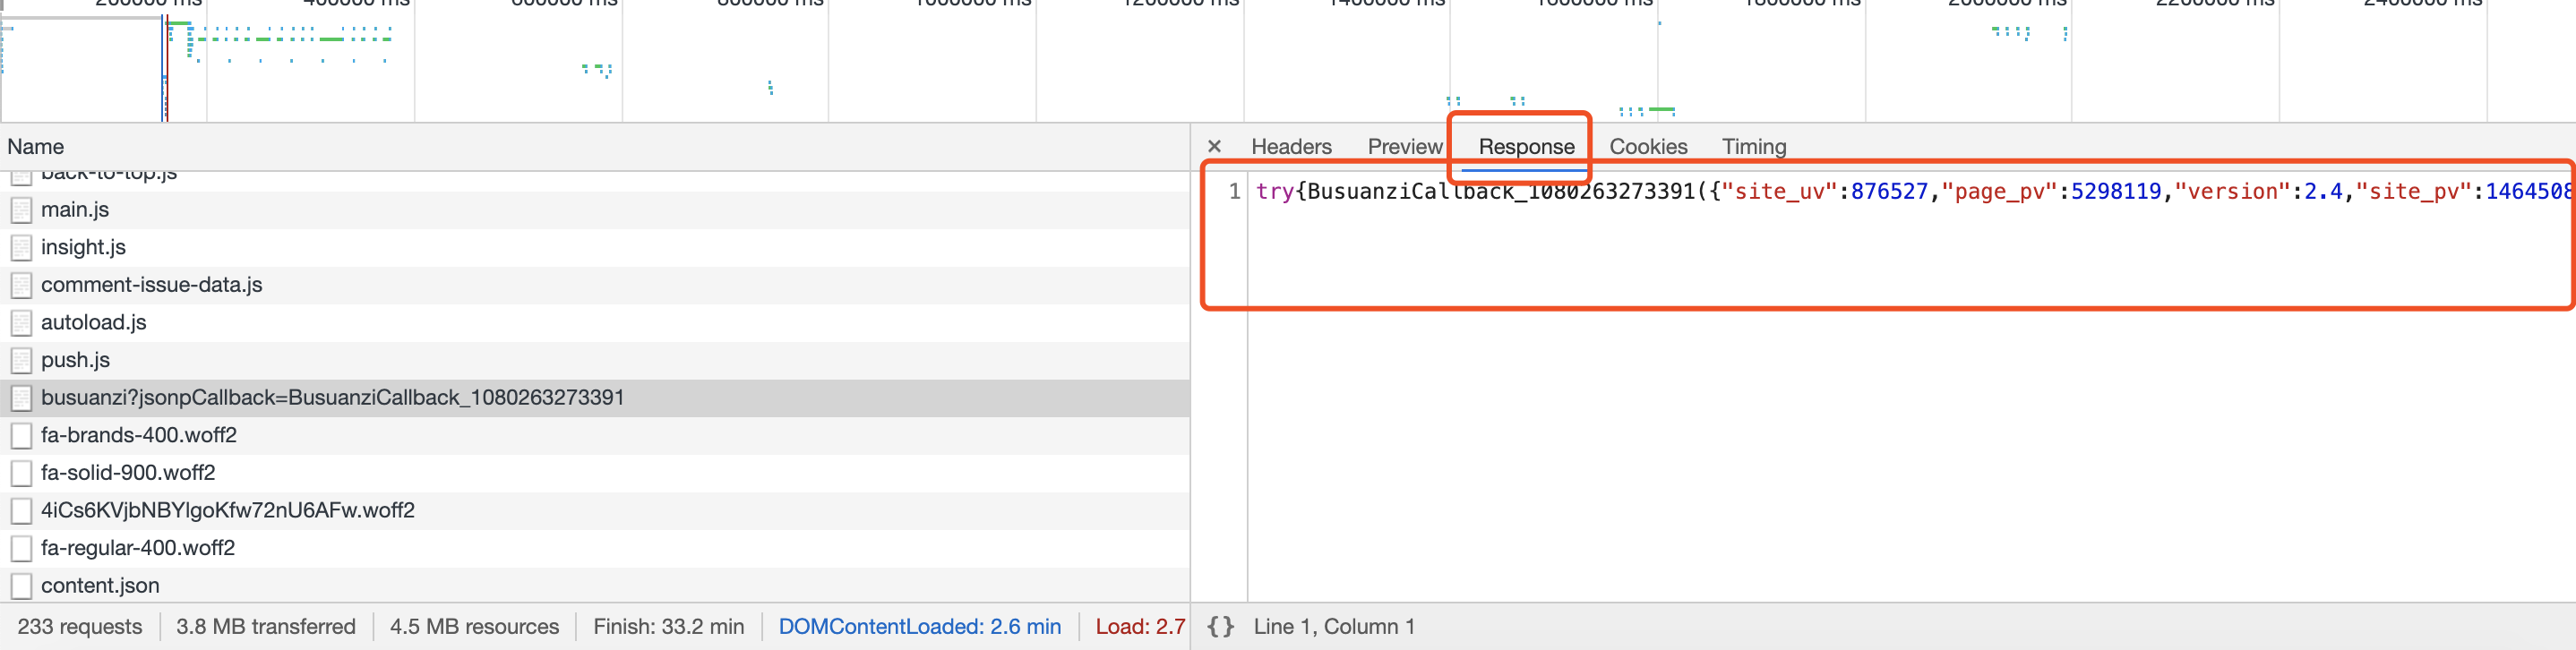 200000 ms 400000 ms 600000 ms 800000 ms 1000000 ms 1200000 ms 1400000 ms 1600000 ms 1800000 ms 2000000 ms 2200000 ms 2400000 ms
Name
× Headers Preview Response Cookies Timing
back-to-top.js
main.js
insight.js
comment-issue-data.js
autoload.js
push.js
busuanzi?jsonpCallback=BusuanziCallback_1080263273391
fa-brands-400.woff2
fa-solid-900.woff2
4iCs6KVjbNBYlgoKfw72nU6AFw.woff2
fa-regular-400.woff2
content.json
1 try{BusuanziCallback_1080263273391({"site_uv":876527,"page_pv":5298119,"version":2.4,"site_pv":1464508
233 requests 3.8 MB transferred 4.5 MB resources Finish: 33.2 min DOMContentLoaded: 2.6 min Load: 2.7
{} Line 1, Column 1